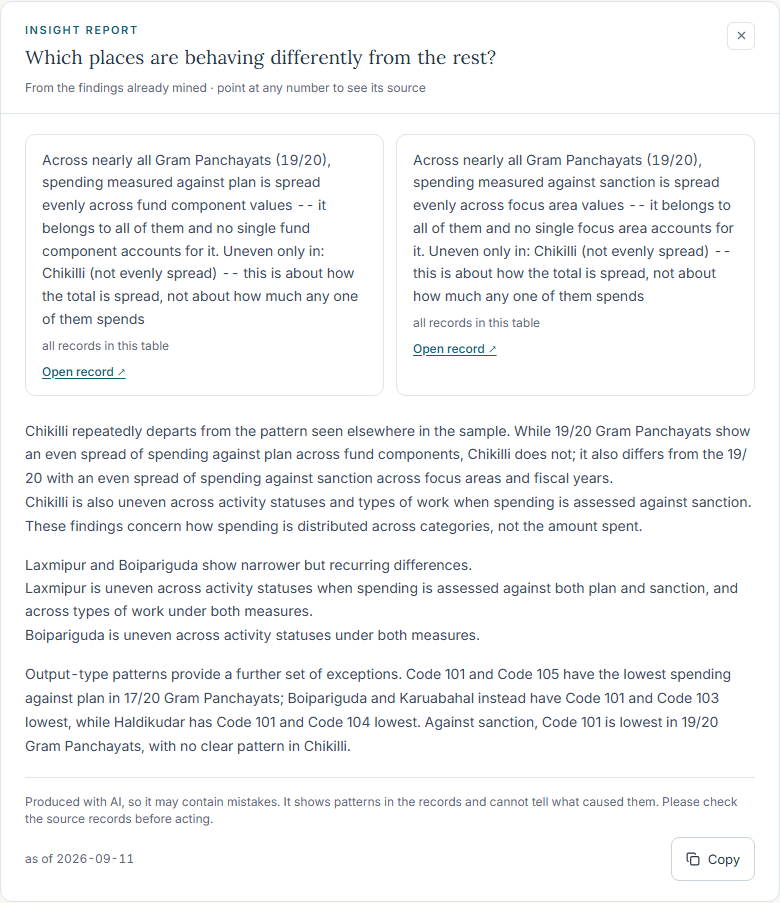 INSIGHT REPORT
Which places are behaving differently from the rest?
From the findings already mined · point at any number to see its source
Across nearly all Gram Panchayats (19/20),
spending measured against plan is spread
evenly across fund component values -- it
belongs to all of them and no single fund
component accounts for it. Uneven only in:
Chikilli (not evenly spread) -- this is about how
the total is spread, not about how much any one
of them spends
all records in this table
Open record ↗
Across nearly all Gram Panchayats (19/20),
spending measured against sanction is spread
evenly across focus area values -- it belongs to
all of them and no single focus area accounts for
it. Uneven only in: Chikilli (not evenly spread) --
this is about how the total is spread, not about
how much any one of them spends
all records in this table
Open record ↗
Chikilli repeatedly departs from the pattern seen elsewhere in the sample. While 19/20 Gram Panchayats show
an even spread of spending against plan across fund components, Chikilli does not; it also differs from the 19/
20 with an even spread of spending against sanction across focus areas and fiscal years.
Chikilli is also uneven across activity statuses and types of work when spending is assessed against sanction.
These findings concern how spending is distributed across categories, not the amount spent.
Laxmipur and Boipariguda show narrower but recurring differences.
Laxmipur is uneven across activity statuses when spending is assessed against both plan and sanction, and
across types of work under both measures.
Boipariguda is uneven across activity statuses under both measures.
Output-type patterns provide a further set of exceptions. Code 101 and Code 105 have the lowest spending
against plan in 17/20 Gram Panchayats; Boipariguda and Karuabahal instead have Code 101 and Code 103
lowest, while Haldikudar has Code 101 and Code 104 lowest. Against sanction, Code 101 is lowest in 19/20
Gram Panchayats, with no clear pattern in Chikilli.
Produced with AI, so it may contain mistakes. It shows patterns in the records and cannot tell what caused them. Please check
the source records before acting.
as of 2026-09-11
Copy